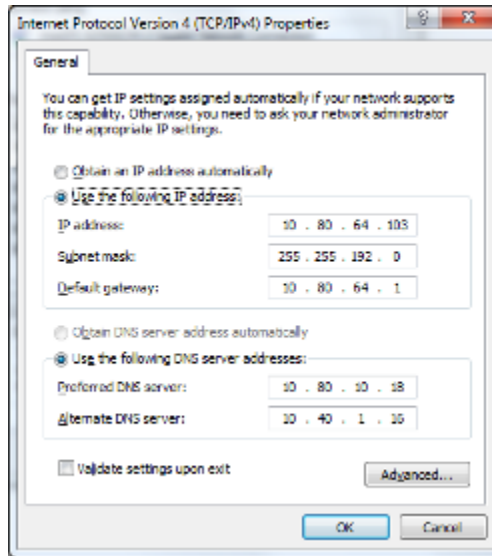 Internet Protocol Version 4 (TCP/IPv4) Properties
General
You can get IP settings assigned automatically if your network supports
this capability. Otherwise, you need to ask your network administrator
for the appropriate IP settings.
Obtain an IP address automatically
Use the following IP address:
IP address: 10 . 80 . 64 . 103
Subnet mask: 255 . 255 . 192 . 0
Default gateway: 10 . 80 . 64 . 1
Obtain DNS server address automatically
Use the following DNS server addresses:
Preferred DNS server: 10 . 80 . 10 . 18
Alternate DNS server: 10 . 40 . 1 .
Validate settings upon exit
Advanced...
OK Cancel